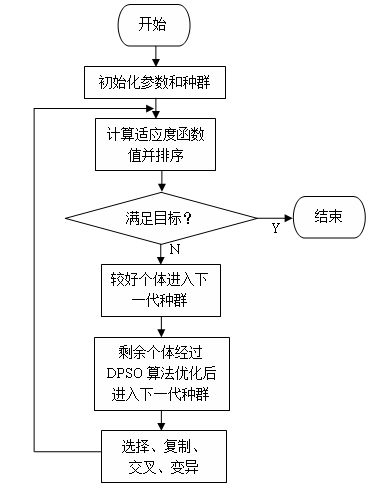 开始
初始化参数和种群
计算适应度函数
值并排序
满足目标？
Y
结束
N
较好个体进入下
一代种群
剩余个体经过
DPSO 算法优化后
进入下一代种群
选择、复制、
交叉、变异